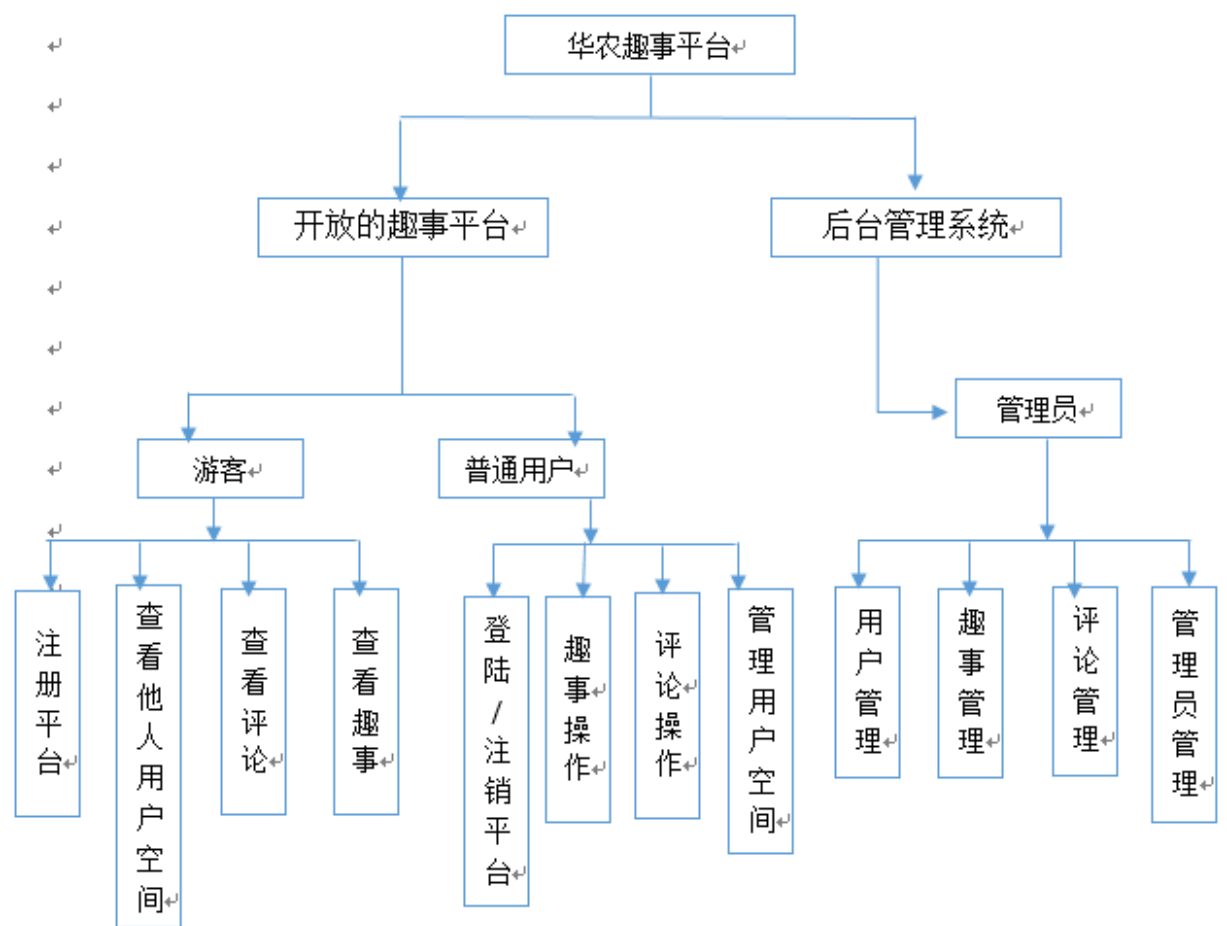 华农趣事平台
开放的趣事平台
后台管理系统
管理员
游客
普通用户
注册平台
查看他人用户空间
查看评论
查看趣事
登陆/注销平台
趣事操作
评论操作
管理用户空间
用户管理
趣事管理
评论管理
管理员管理